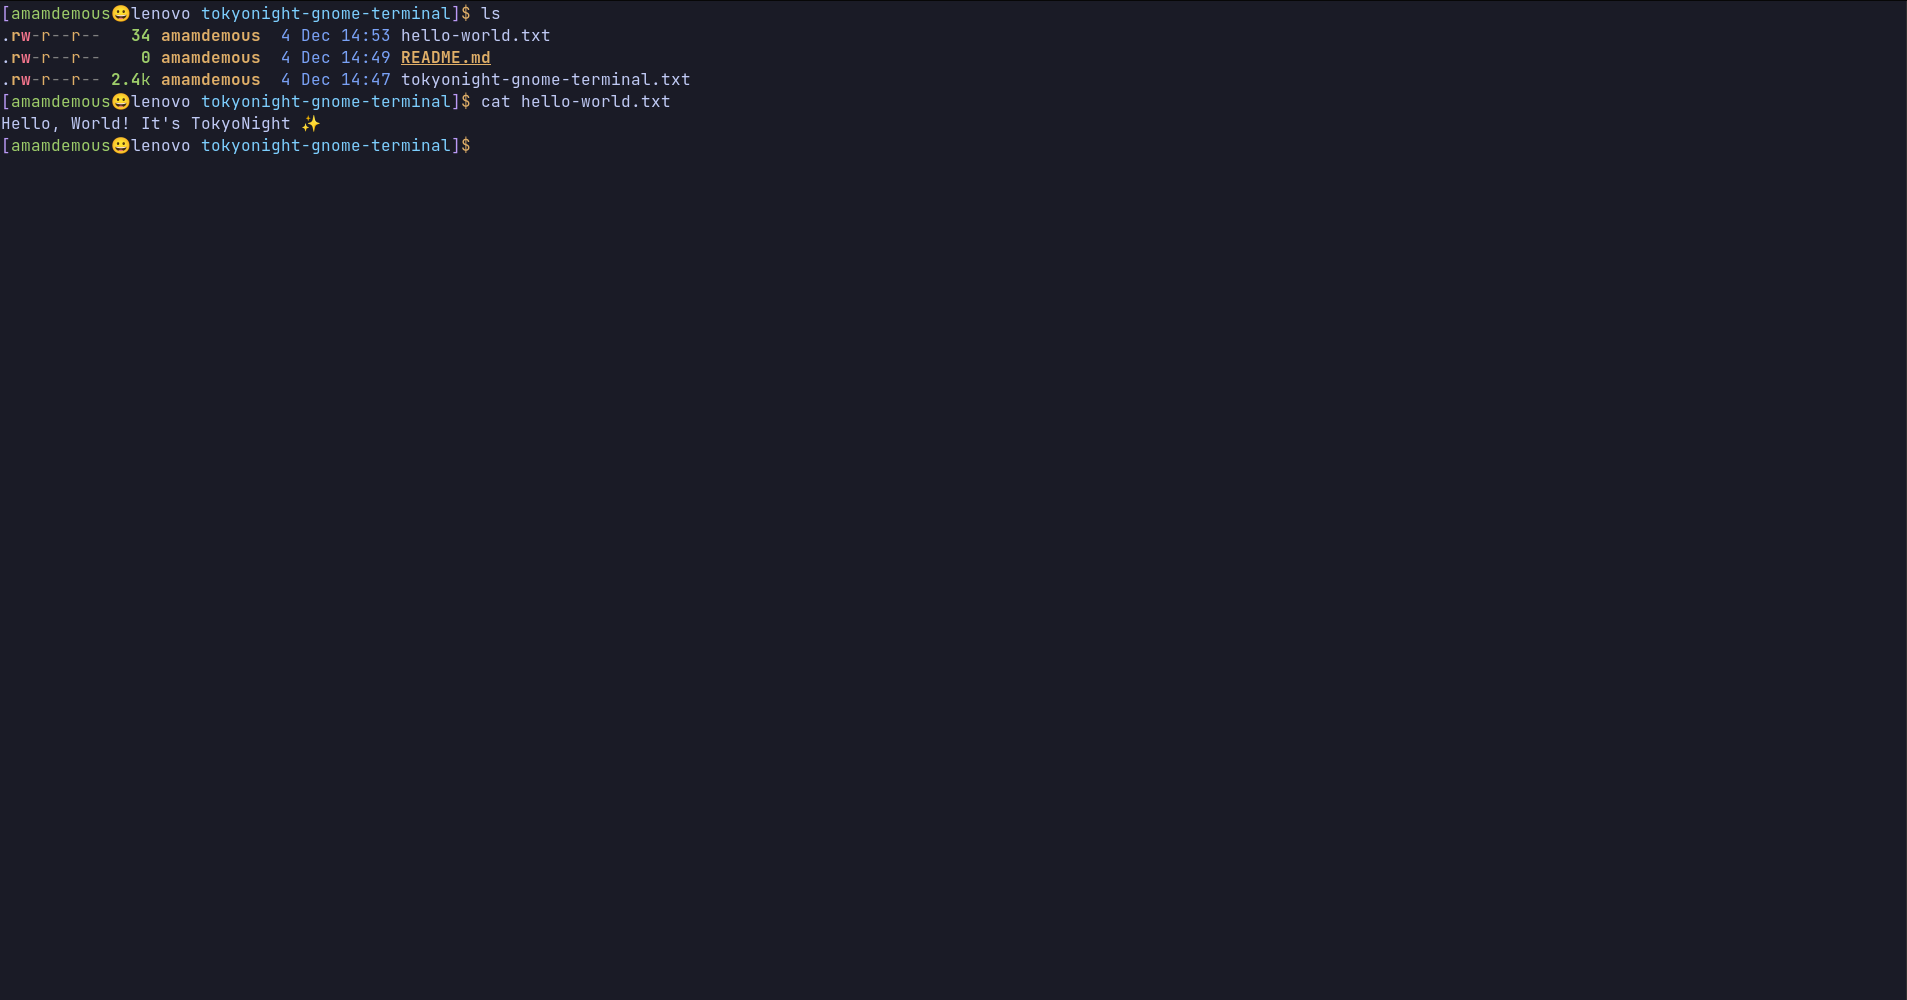 [amamdemous😀lenovo tokyonight-gnome-terminal]$ ls
.rw-r--r--   34 amamdemous  4 Dec 14:53 hello-world.txt
.rw-r--r--    0 amamdemous  4 Dec 14:49 README.md
.rw-r--r-- 2.4k amamdemous  4 Dec 14:47 tokyonight-gnome-terminal.txt
[amamdemous😀lenovo tokyonight-gnome-terminal]$ cat hello-world.txt
Hello, World! It's TokyoNight ✨
[amamdemous😀lenovo tokyonight-gnome-terminal]$